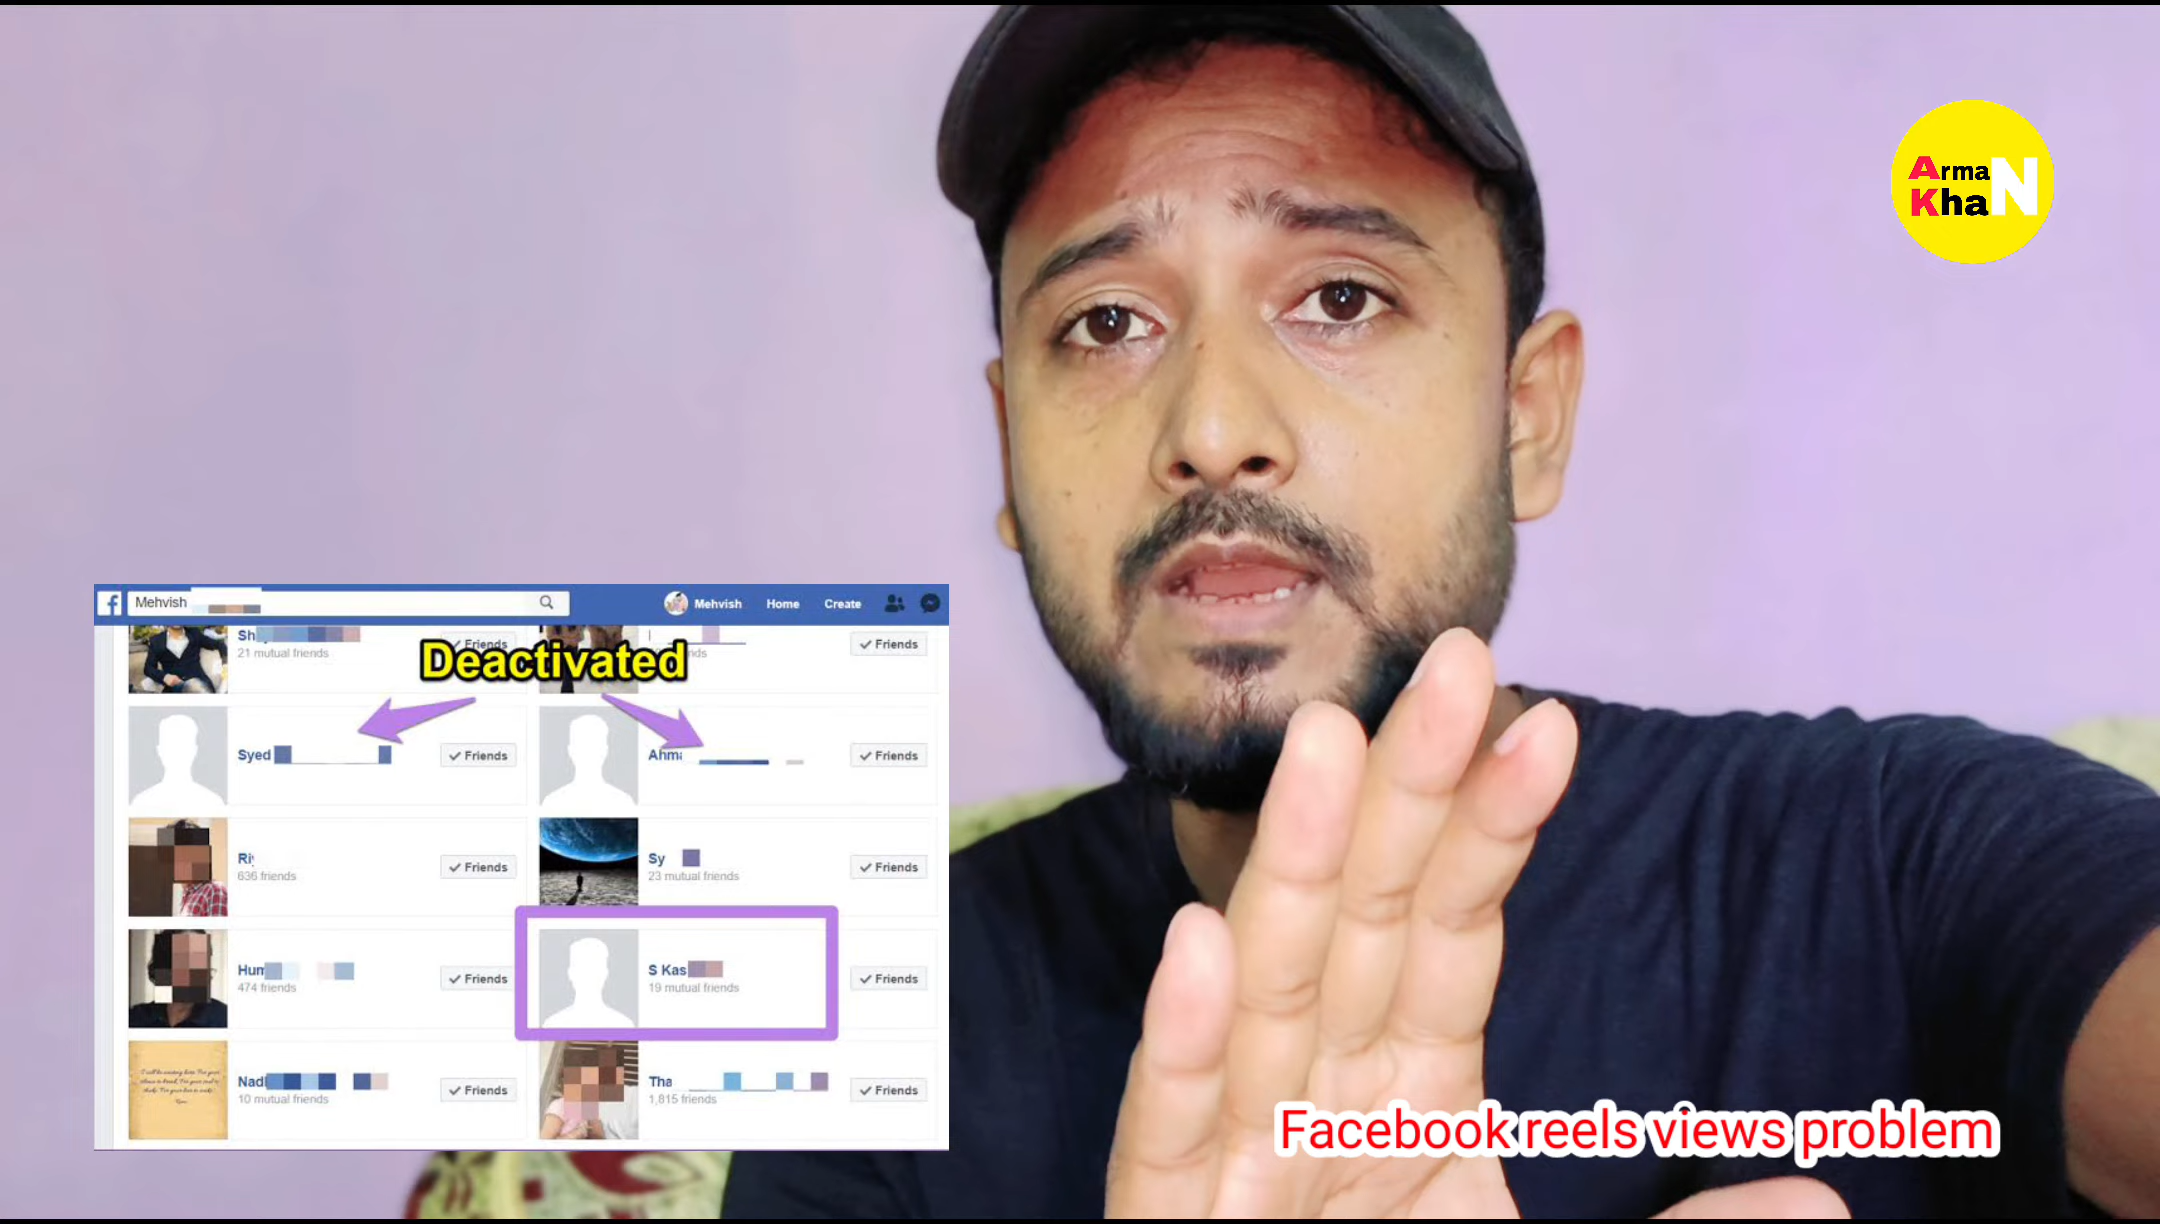 Arma N
Kha
Mehvish
Mehvish Home Create
Sh
21 mutual friends
Friends
Friends
Deactivated
Syed
Friends
Ahm
Friends
Ri
636 friends
Friends
Sy
23 mutual friends
Friends
Hum
474 friends
Friends
S Kas
19 mutual friends
Friends
Nad
10 mutual friends
Friends
Tha
1,815 friends
Friends
Facebook reels views problem